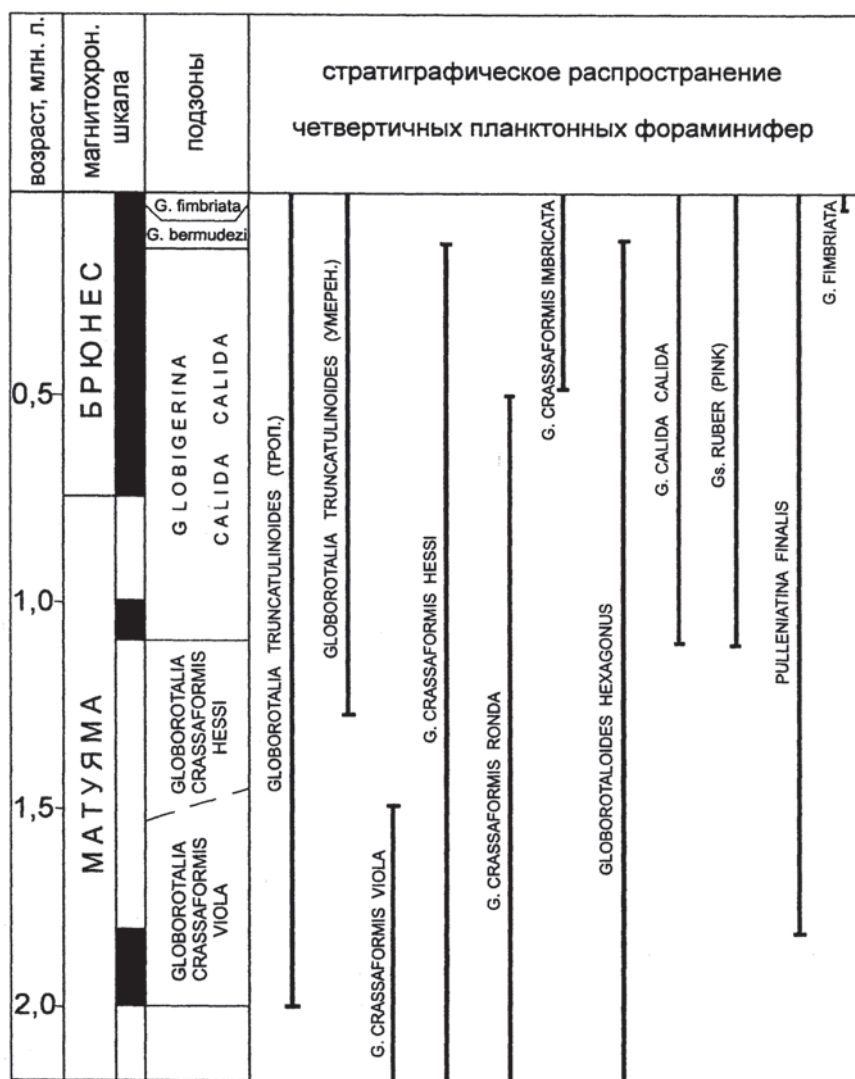 возраст, млн. л.
магнитохрон.
шкала
подзоны
стратиграфическое распространение
четвертичных планктонных фораминифер
БРЮНЕС
МАТУЯМА
0,5
1,0
1,5
2,0
G. fimbriata
G. bermudezi
GLOBIGERINA
CALIDA CALIDA
GLOBOROTALIA
CRASSAFORMIS
HESSI
GLOBOROTALIA
CRASSAFORMIS
VIOLA
GLOBOROTALIA TRUNCATULINOIDES (ТРОП.)
GLOBOROTALIA TRUNCATULINOIDES (УМЕРЕН.)
G. CRASSAFORMIS VIOLA
G. CRASSAFORMIS HESSI
G. CRASSAFORMIS RONDA
G. CRASSAFORMIS IMBRICATA
GLOBOROTALOIDES HEXAGONUS
G. CALIDA CALIDA
Gs. RUBER (PINK)
PULLENIATINA FINALIS
G. FIMBRIATA